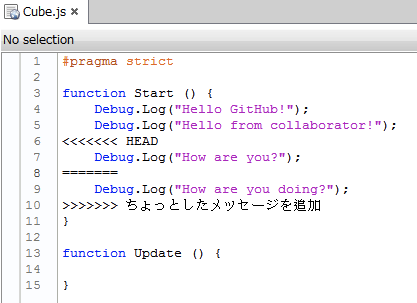 Cube.js ×
No selection
1 #pragma strict
2
3 function Start () {
4 Debug.Log("Hello GitHub!");
5 Debug.Log("Hello from collaborator!");
6 <<<<<<< HEAD
7 Debug.Log("How are you?");
8 =======
9 Debug.Log("How are you doing?");
10 >>>>>>> ちょっとしたメッセージを追加
11 }
12
13 function Update () {
14
15 }